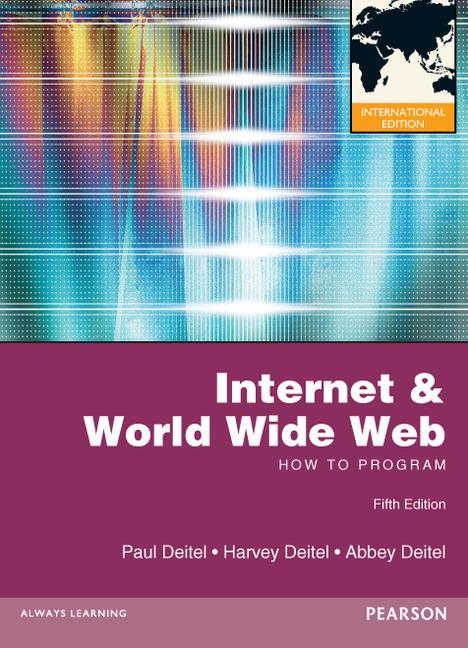 INTERNATIONAL
EDITION
Internet &
World Wide Web
HOW TO PROGRAM
Fifth Edition
Paul Deitel • Harvey Deitel • Abbey Deitel
ALWAYS LEARNING
PEARSON